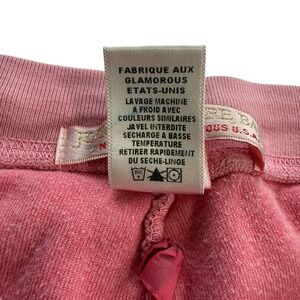 FABRIQUE AUX
GLAMOROUS
ETATS-UNIS
LAVAGE MACHINE
A FROID AVEC
COULEURS SIMILAIRES
JAVEL INTERDITE
SECHARGE A BASSE
TEMPERATURE
RETIRER RAPIDEMENT
DU SECHE-LINGE
U.S.A